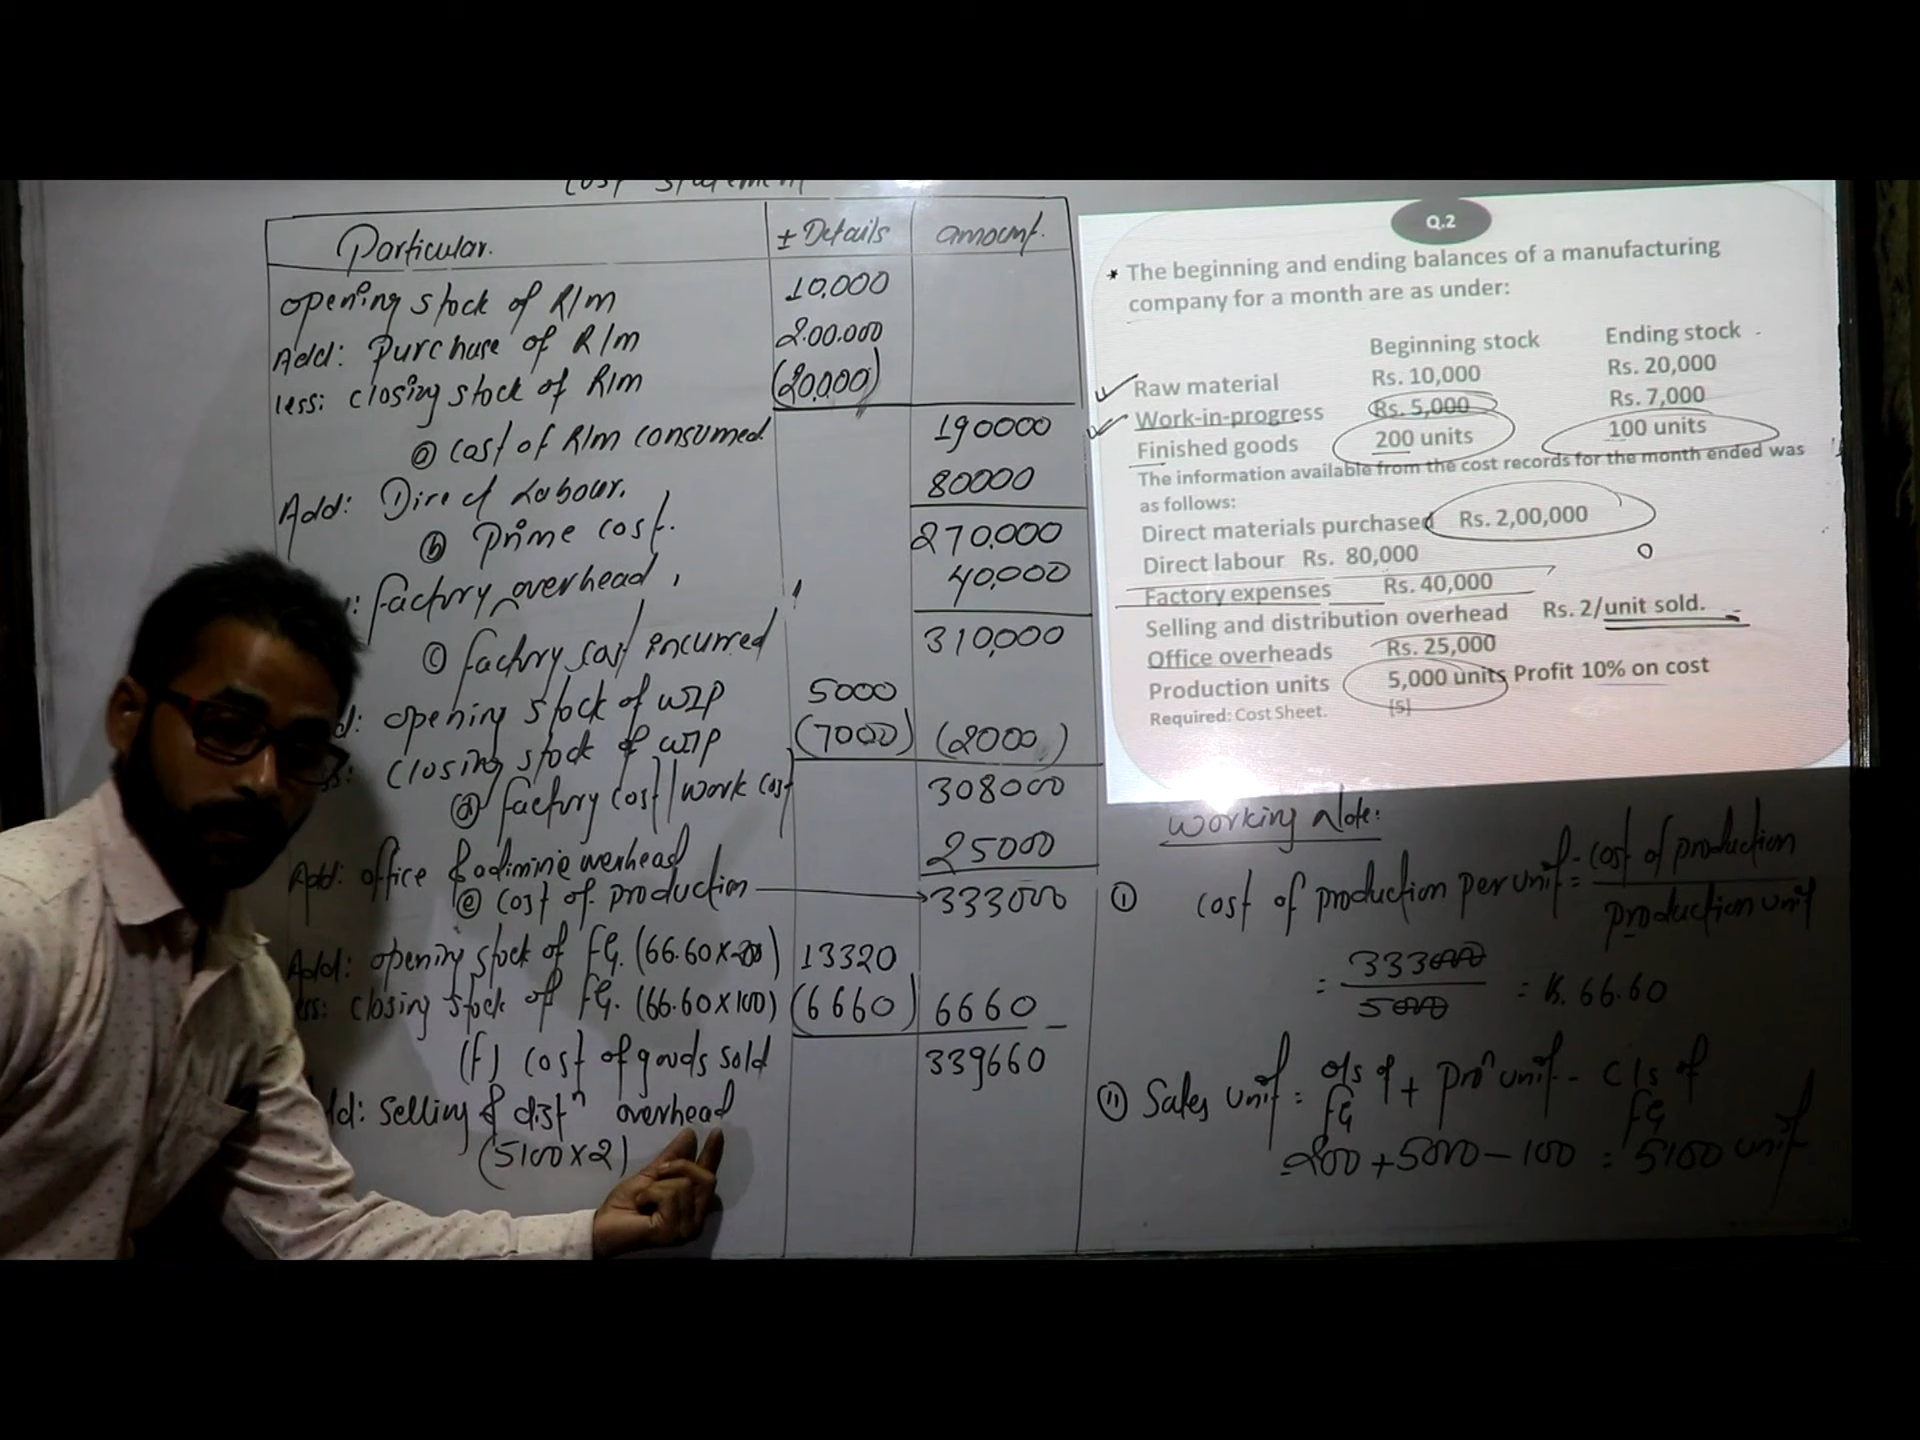 Cost Statement
Particular. ± Details amount.
opening stock of R/m 10,000
Add: purchase of R/m 2.00.000
less: closing stock of R/m (20,000)
ⓐ cost of R/m consumed 190000
Add: Direct Labour. 80000
ⓑ prime cost. 270,000
: factory overhead, 40,000
ⓒ factory cost incurred 310,000
d: opening stock of WIP 5000
s: closing stock of WIP (7000) (2000)
ⓓ factory cost / work cost 308000
Add: office & adimine overhead 25000
ⓔ cost of production 333000
Add: opening stock of FG. (66.60×200) 13320
ess: closing stock of FG. (66.60×100) (6660) 6660
(f) cost of goods sold 339660
dd: selling & distⁿ overhead
(5100×2)
Q.2
* The beginning and ending balances of a manufacturing
company for a month are as under:
Beginning stock Ending stock
Raw material Rs. 10,000 Rs. 20,000
Work-in-progress Rs. 5,000 Rs. 7,000
Finished goods 200 units 100 units
The information available from the cost records for the month ended was
as follows:
Direct materials purchased Rs. 2,00,000
Direct labour Rs. 80,000
Factory expenses Rs. 40,000
Selling and distribution overhead Rs. 2/unit sold.
Office overheads Rs. 25,000
Production units 5,000 units Profit 10% on cost
Required: Cost Sheet. [5]
Working Note:
① cost of production per unit = cost of production
production unit
= 333000
5000
= Rs. 66.60
② Sales unit = o/s of FG + proⁿ unit - C/s of FG
= 200 + 5000 - 100 = 5100 unit